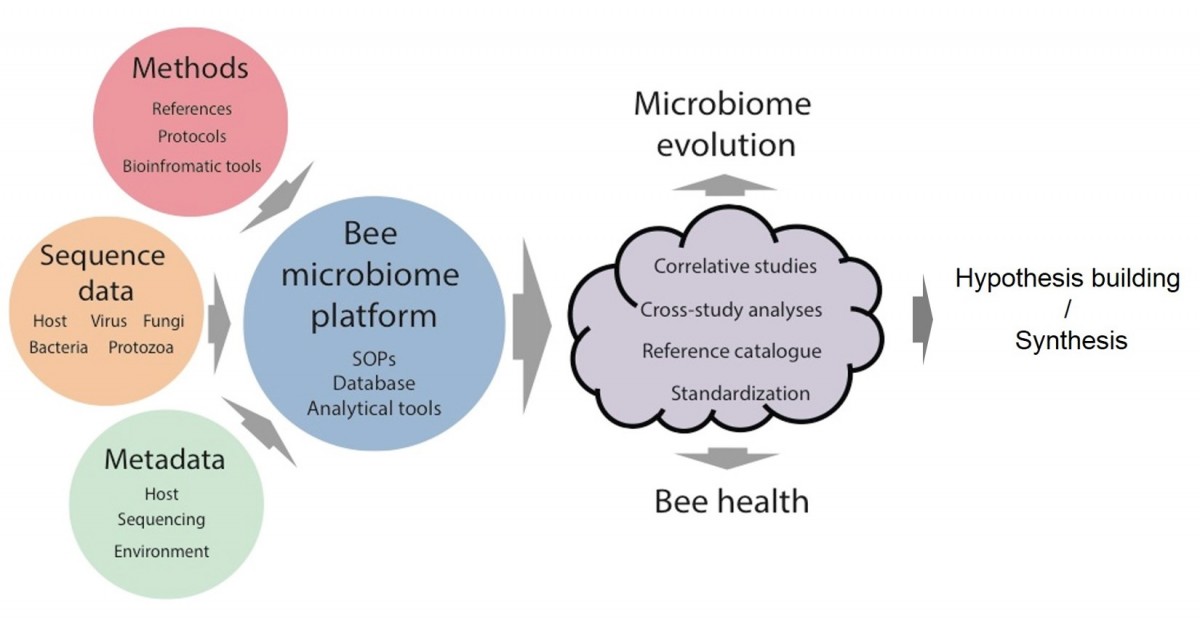 Methods
References
Protocols
Bioinfromatic tools
Sequence
data
Host Virus Fungi
Bacteria Protozoa
Metadata
Host
Sequencing
Environment
Bee
microbiome
platform
SOPs
Database
Analytical tools
Microbiome
evolution
Correlative studies
Cross-study analyses
Reference catalogue
Standardization
Bee health
Hypothesis building
/
Synthesis